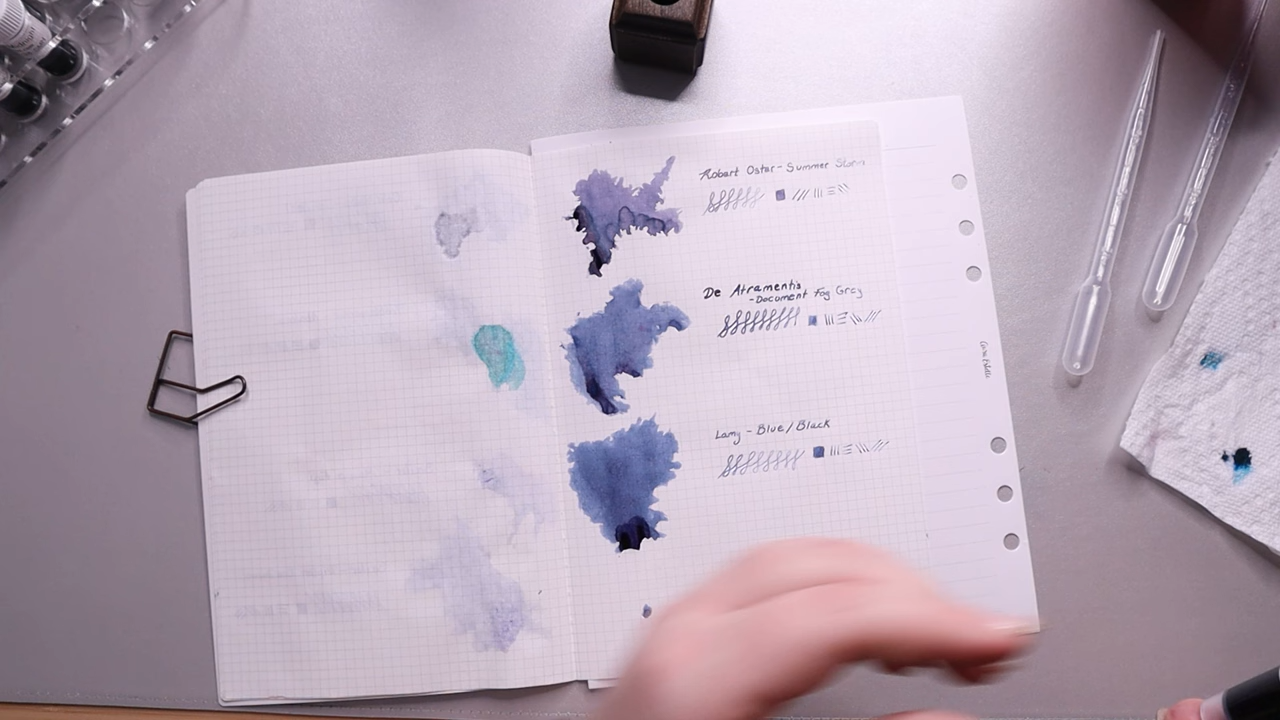 Robert Oster - Summer Storm
De Atramentis
- Document Fog Grey
Lamy - Blue/Black